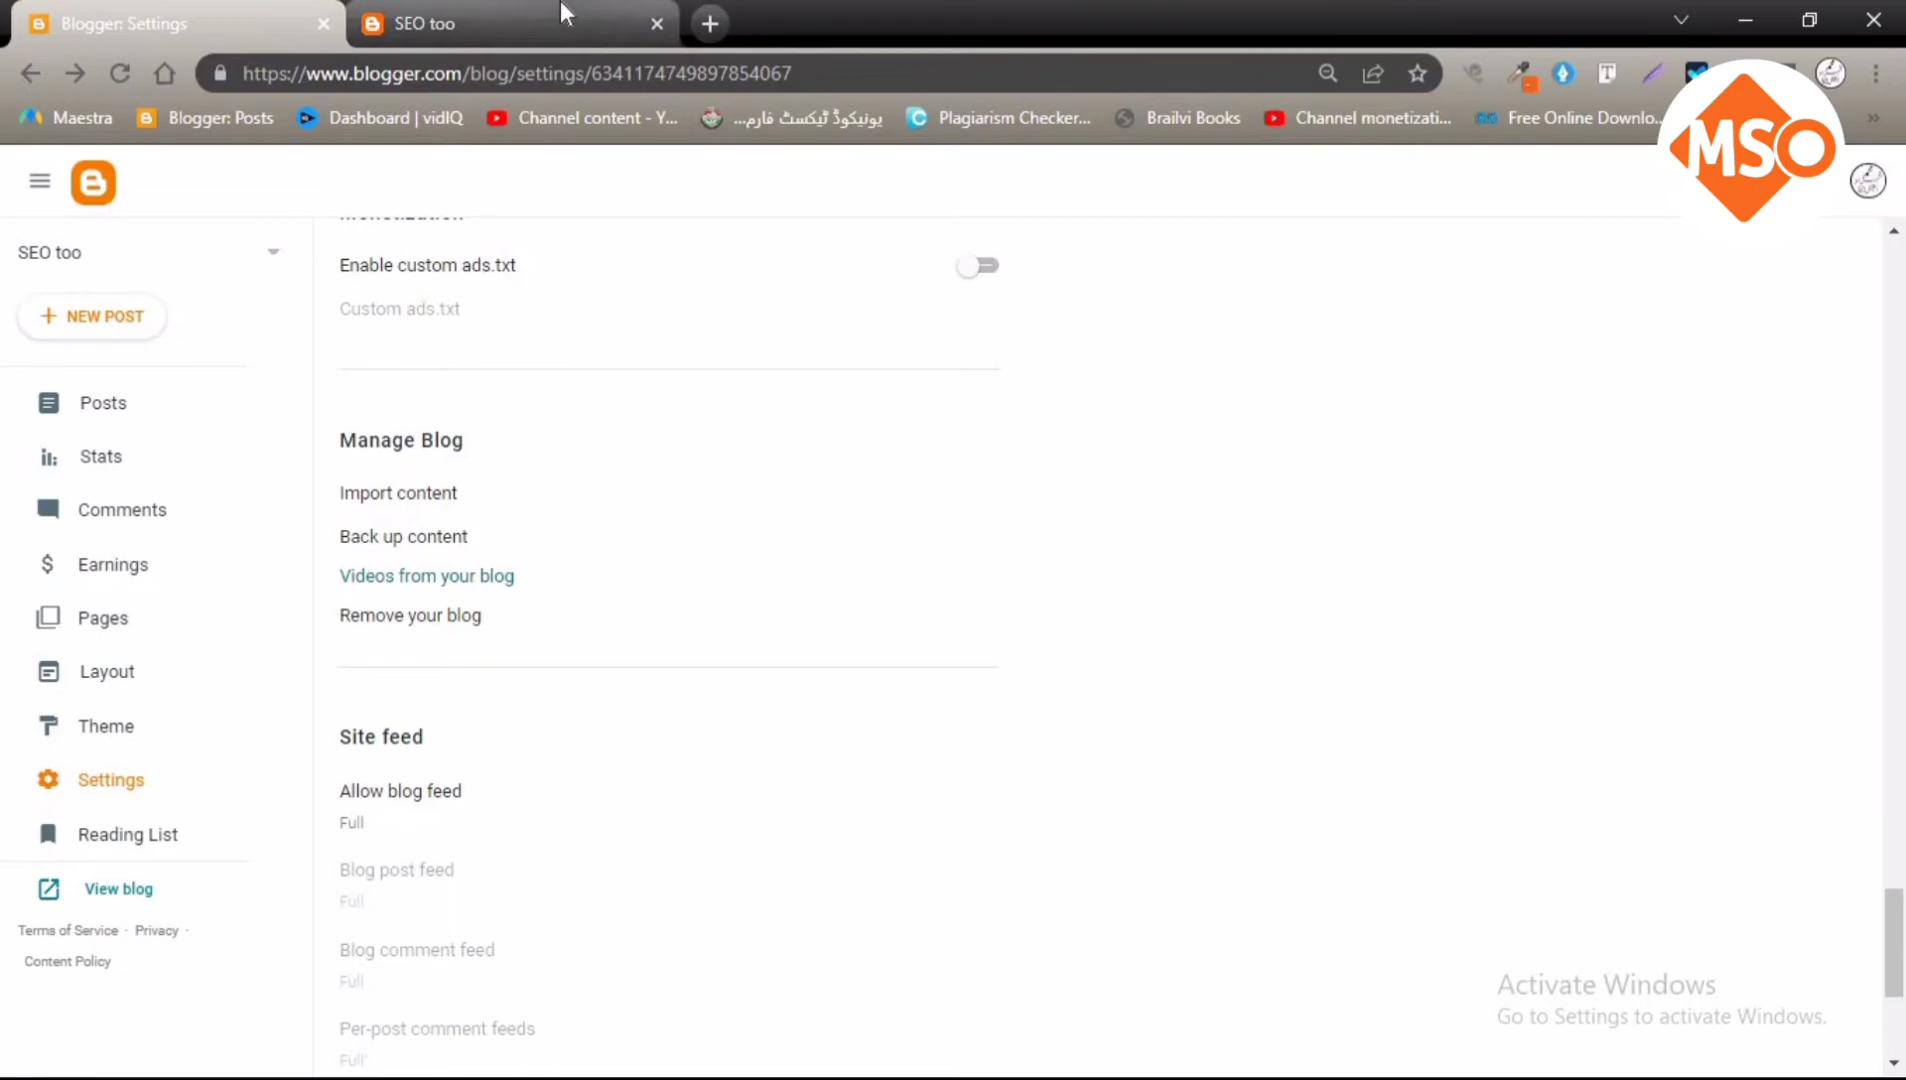 Blogger: Settings
SEO too
https://www.blogger.com/blog/settings/6341174749897854067
Maestra
Blogger: Posts
Dashboard | vidIQ
Channel content - Y...
یونیکوڈ ٹیکسٹ فارم...
Plagiarism Checker...
Brailvi Books
Channel monetizati...
Free Online Downlo...
MSO
SEO too
NEW POST
Posts
Stats
Comments
Earnings
Pages
Layout
Theme
Settings
Reading List
View blog
Terms of Service · Privacy ·
Content Policy
Monetization
Enable custom ads.txt
Custom ads.txt
Manage Blog
Import content
Back up content
Videos from your blog
Remove your blog
Site feed
Allow blog feed
Full
Blog post feed
Full
Blog comment feed
Full
Per-post comment feeds
Full
Activate Windows
Go to Settings to activate Windows.